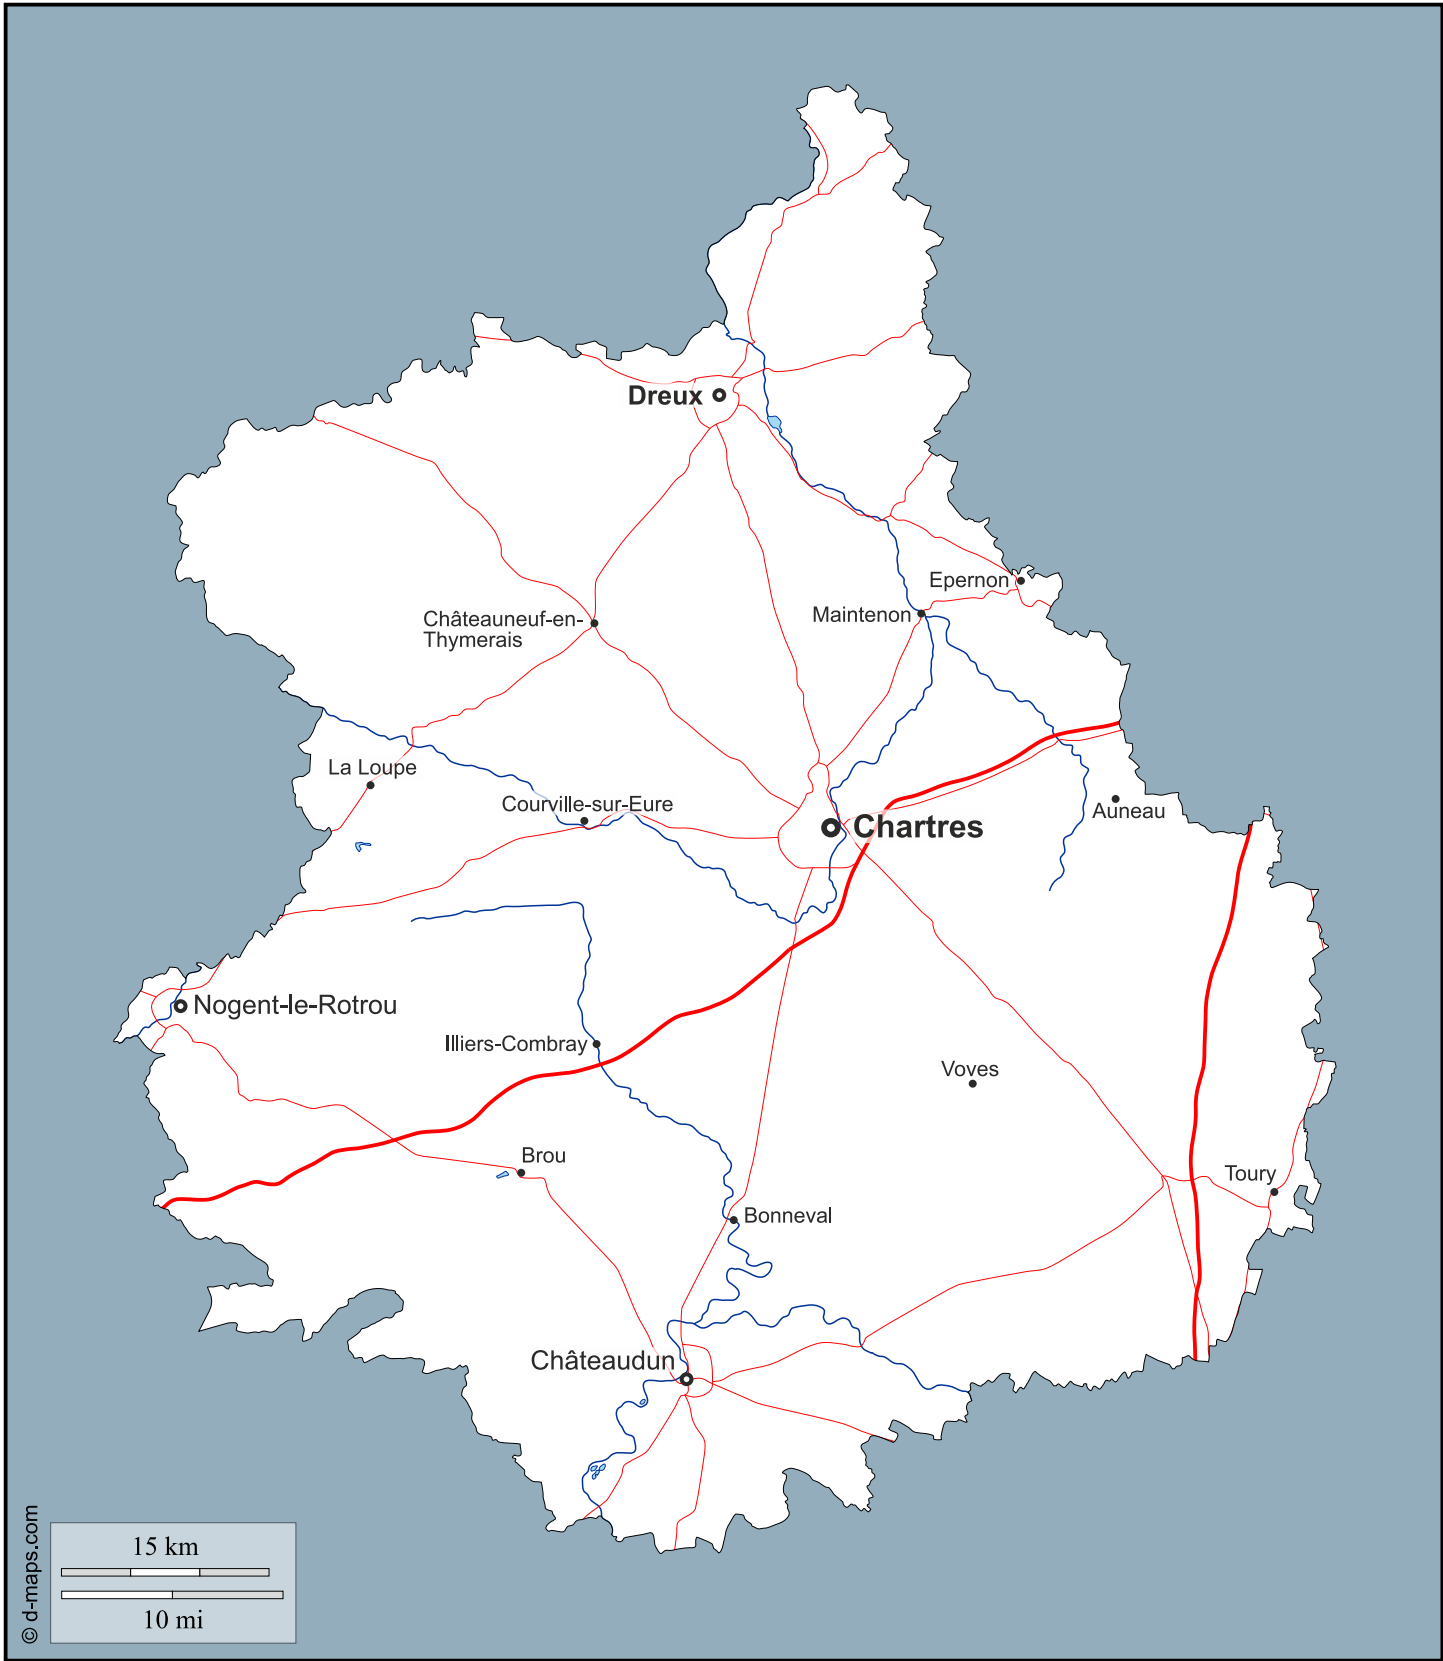 Dreux
Epernon
Maintenon
Châteauneuf-en-
Thymerais
La Loupe
Courville-sur-Eure
Auneau
Chartres
Nogent-le-Rotrou
Illiers-Combray
Voves
Brou
Toury
Bonneval
Châteaudun
15 km
10 mi
© d-maps.com